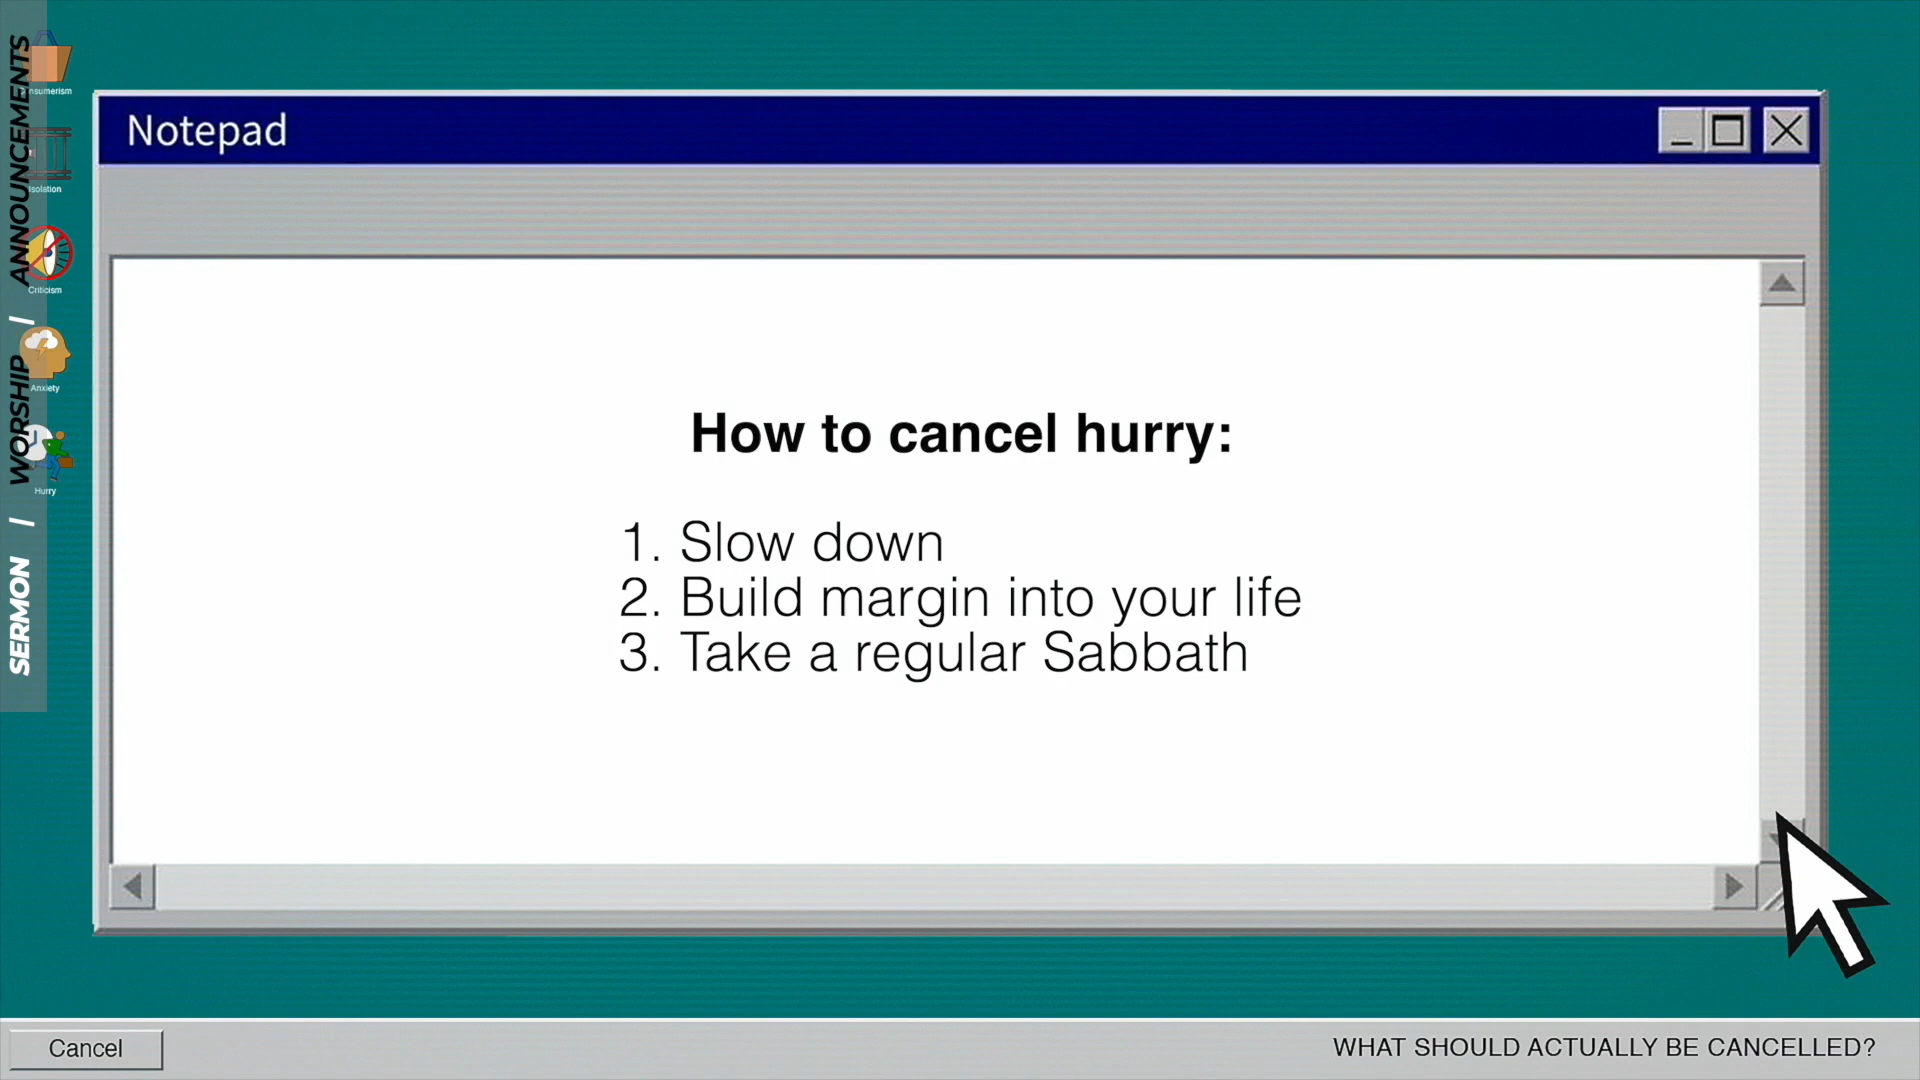 ANNOUNCEMENTS
WORSHIP
SERMON
Isolation
Criticism
Anxiety
Hurry
Notepad
How to cancel hurry:
1. Slow down
2. Build margin into your life
3. Take a regular Sabbath
Cancel
WHAT SHOULD ACTUALLY BE CANCELLED?